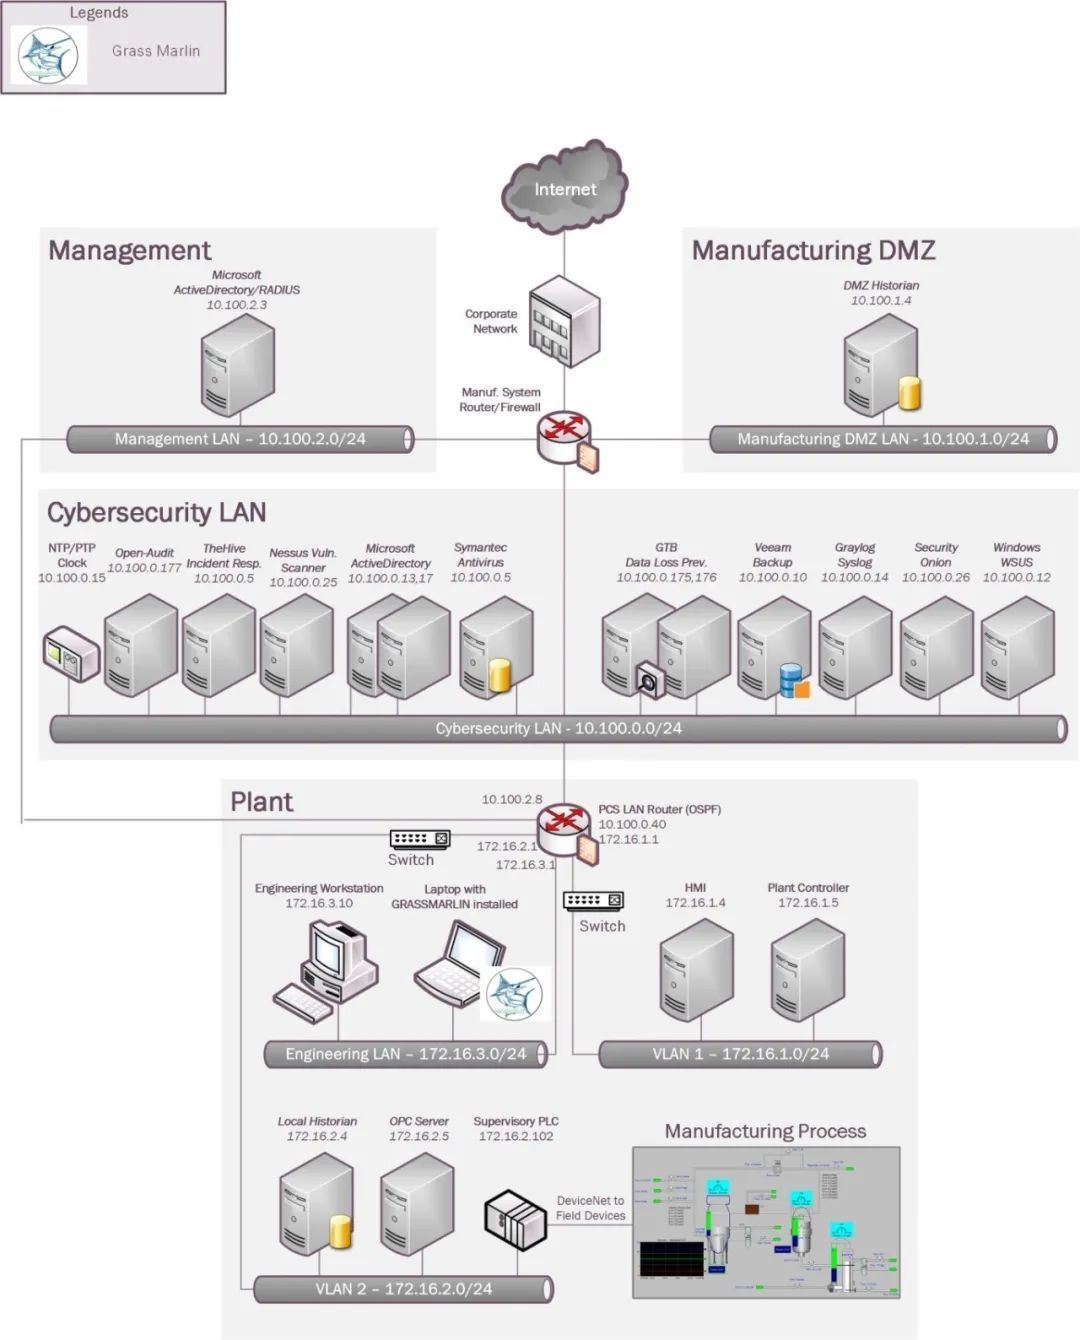 Legends
Grass Marlin
Internet
Management
Microsoft
ActiveDirectory/RADIUS
10.100.2.3
Management LAN – 10.100.2.0/24
Corporate
Network
Manuf. System
Router/Firewall
Manufacturing DMZ
DMZ Historian
10.100.1.4
Manufacturing DMZ LAN - 10.100.1.0/24
Cybersecurity LAN
NTP/PTP
Clock
10.100.0.15
Open-Audit
10.100.0.177
TheHive
Incident Resp.
10.100.0.5
Nessus Vuln.
Scanner
10.100.0.25
Microsoft
ActiveDirectory
10.100.0.13,17
Symantec
Antivirus
10.100.0.5
GTB
Data Loss Prev.
10.100.0.175,176
Veeam
Backup
10.100.0.10
Graylog
Syslog
10.100.0.14
Security
Onion
10.100.0.26
Windows
WSUS
10.100.0.12
Cybersecurity LAN - 10.100.0.0/24
Plant
10.100.2.8
PCS LAN Router (OSPF)
10.100.0.40
172.16.1.1
172.16.2.1
172.16.3.1
Switch
Switch
Engineering Workstation
172.16.3.10
Laptop with
GRASSMARLIN installed
HMI
172.16.1.4
Plant Controller
172.16.1.5
Engineering LAN – 172.16.3.0/24
VLAN 1 – 172.16.1.0/24
Local Historian
172.16.2.4
OPC Server
172.16.2.5
Supervisory PLC
172.16.2.102
Manufacturing Process
DeviceNet to
Field Devices
VLAN 2 – 172.16.2.0/24